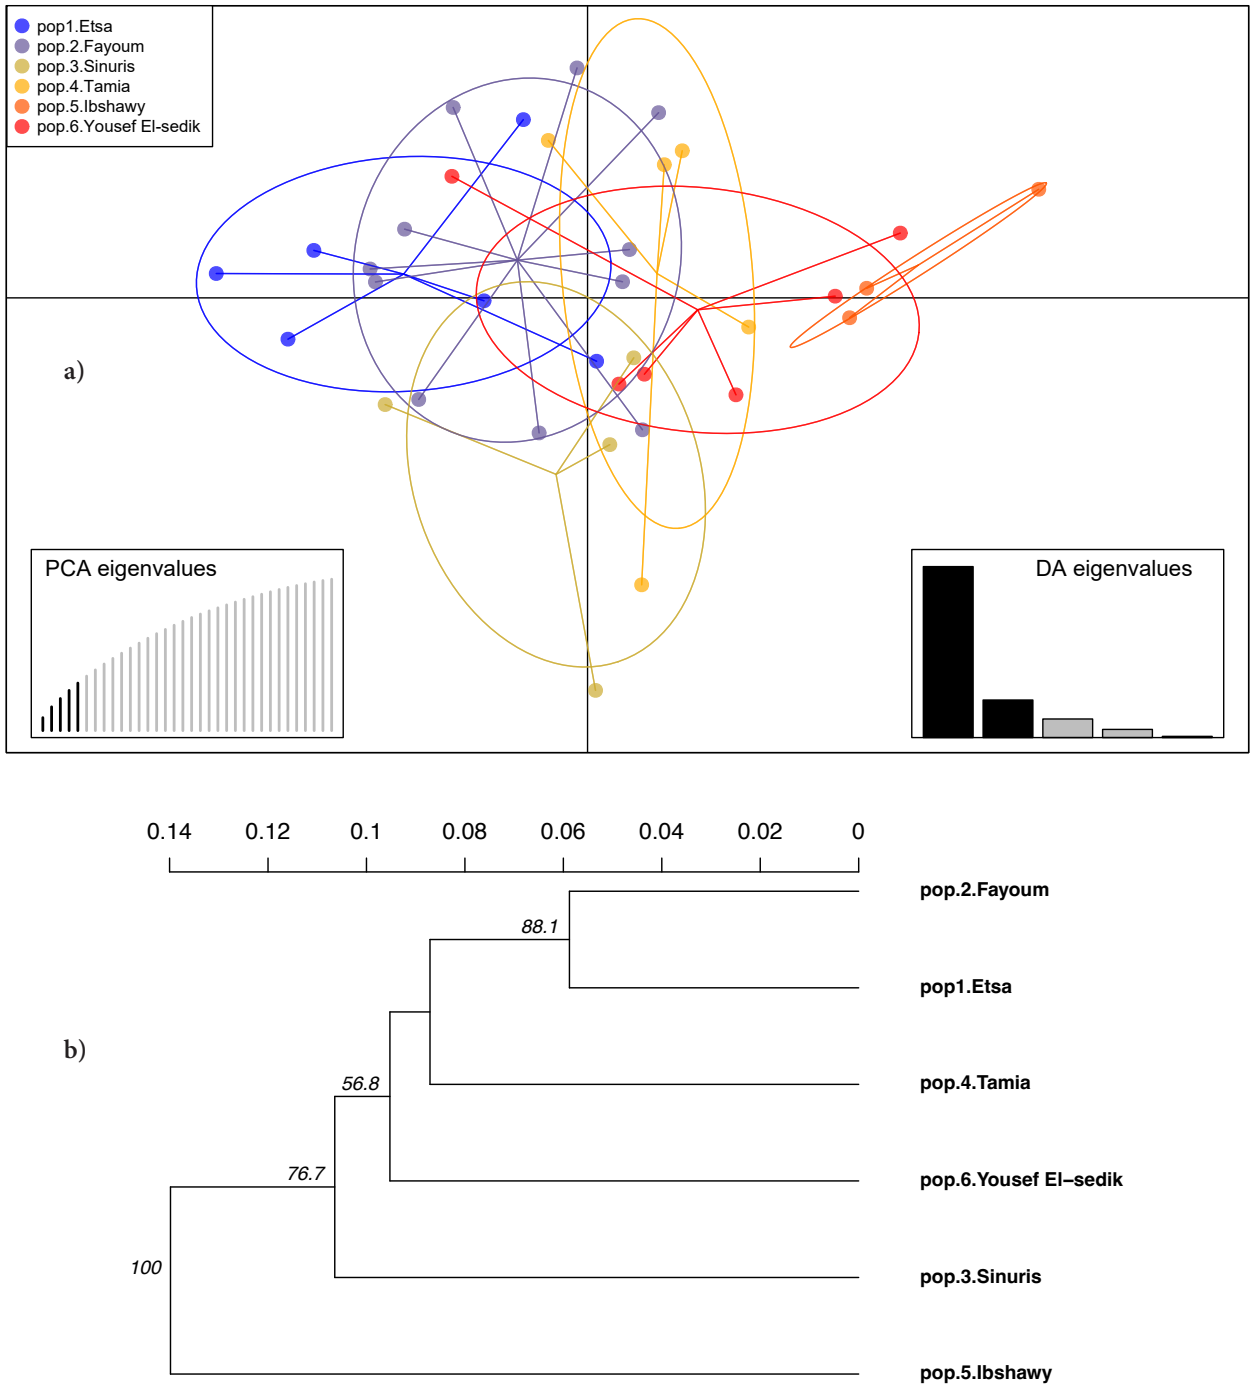 pop1.Etsa
pop.2.Fayoum
pop.3.Sinuris
pop.4.Tamia
pop.5.Ibshawy
pop.6.Yousef El-sedik
a)
PCA eigenvalues
DA eigenvalues
0.14 0.12 0.1 0.08 0.06 0.04 0.02 0
pop.2.Fayoum
88.1
pop1.Etsa
b)
pop.4.Tamia
56.8
76.7
pop.6.Yousef El–sedik
100
pop.3.Sinuris
pop.5.Ibshawy